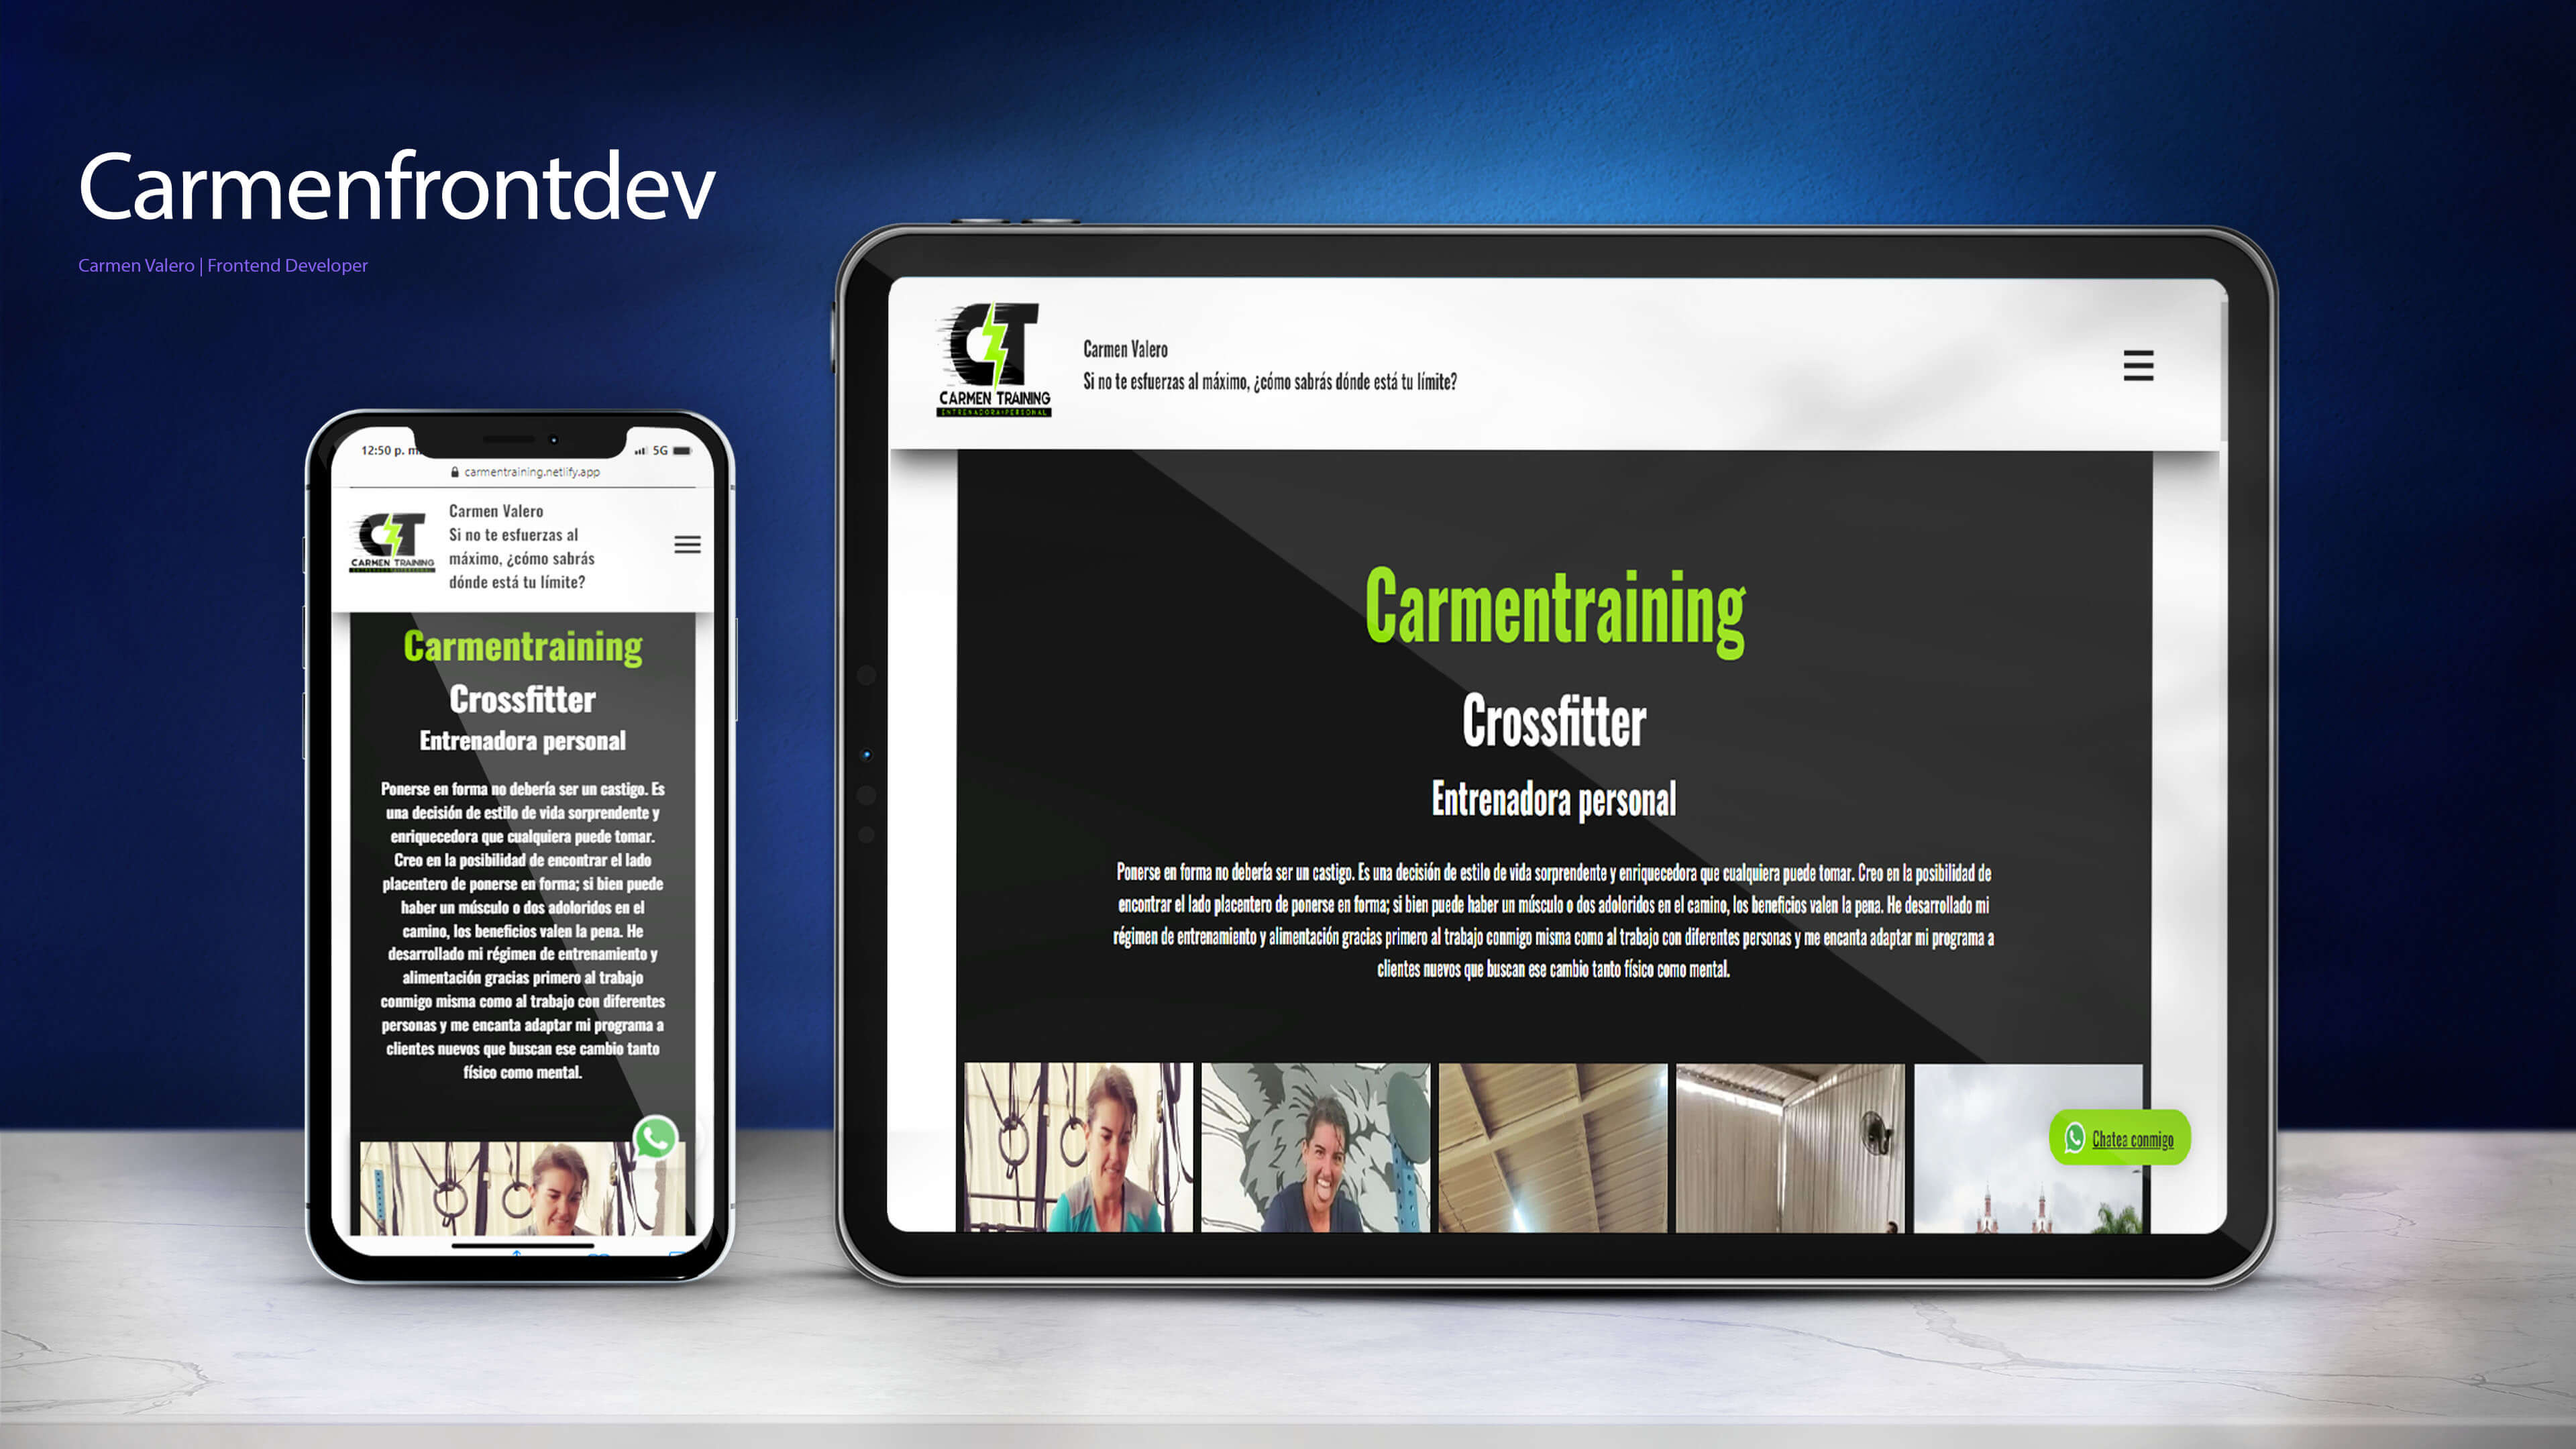 Carmenfrontdev
Carmen Valero | Frontend Developer
12:50 p. m.
5G
carmentraining.netlify.app
CT
CARMEN TRAINING
Carmen Valero
Si no te esfuerzas al
máximo, ¿cómo sabrás
dónde está tu límite?
Carmentraining
Crossfitter
Entrenadora personal
Ponerse en forma no debería ser un castigo. Es
una decisión de estilo de vida sorprendente y
enriquecedora que cualquiera puede tomar.
Creo en la posibilidad de encontrar el lado
placentero de ponerse en forma; si bien puede
haber un músculo o dos adoloridos en el
camino, los beneficios valen la pena. He
desarrollado mi régimen de entrenamiento y
alimentación gracias primero al trabajo
conmigo misma como al trabajo con diferentes
personas y me encanta adaptar mi programa a
clientes nuevos que buscan ese cambio tanto
físico como mental.
CT
CARMEN TRAINING
ENTRENADORA PERSONAL
Carmen Valero
Si no te esfuerzas al máximo, ¿cómo sabrás dónde está tu límite?
Carmentraining
Crossfitter
Entrenadora personal
Ponerse en forma no debería ser un castigo. Es una decisión de estilo de vida sorprendente y enriquecedora que cualquiera puede tomar. Creo en la posibilidad de
encontrar el lado placentero de ponerse en forma; si bien puede haber un músculo o dos adoloridos en el camino, los beneficios valen la pena. He desarrollado mi
régimen de entrenamiento y alimentación gracias primero al trabajo conmigo misma como al trabajo con diferentes personas y me encanta adaptar mi programa a
clientes nuevos que buscan ese cambio tanto físico como mental.
Chatea conmigo